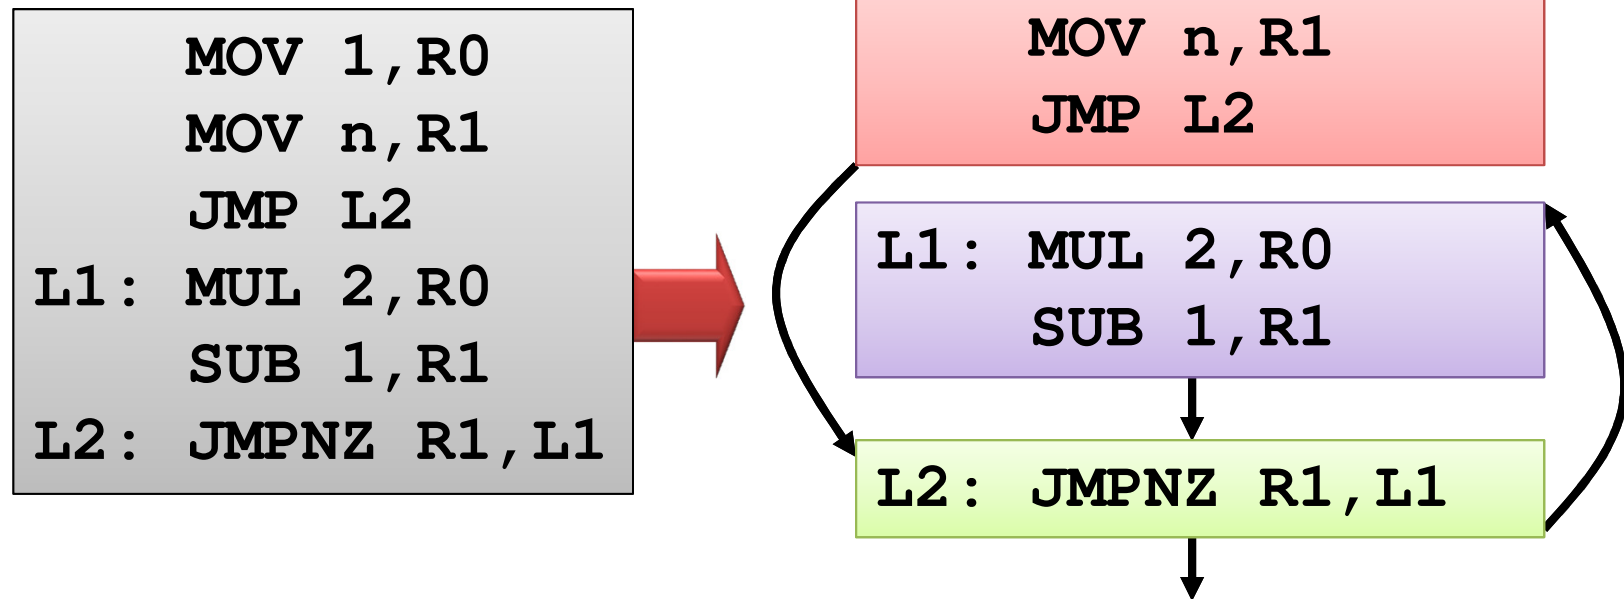 MOV 1,R0
MOV n,R1
JMP L2
L1: MUL 2,R0
SUB 1,R1
L2: JMPNZ R1,L1
MOV n,R1
JMP L2
L1: MUL 2,R0
SUB 1,R1
L2: JMPNZ R1,L1